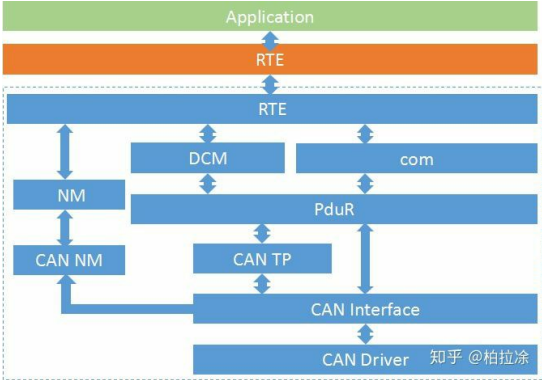 Application
RTE
RTE
DCM
com
NM
PduR
CAN NM
CAN TP
CAN Interface
CAN Driver
知乎 @柏拉凃